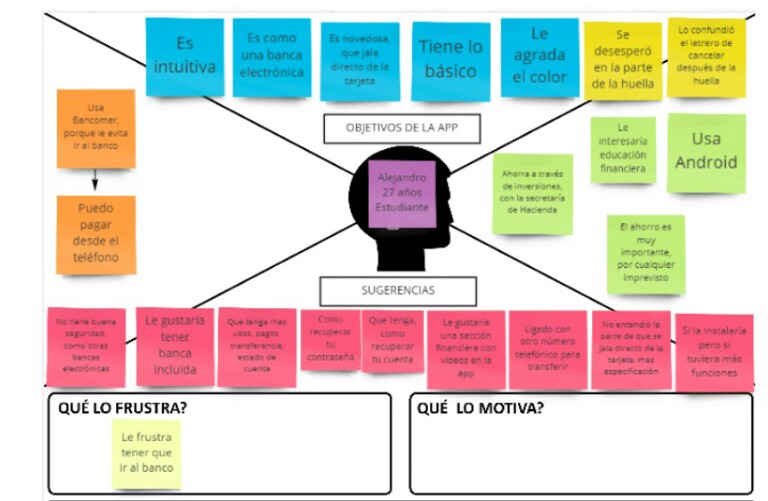 Es
intuitiva
Es como
una banca
electrónica
Es novedosa,
que jale
directo de la
tarjeta
Tiene lo
básico
Le
agrada
el color
Se
desesperó
en la parte
de la huella
Lo confundió
el letrero de
cancelar
después de la
huella
Usa
Bancomer,
porque le evita
ir al banco
Puedo
pagar
desde el
teléfono
OBJETIVOS DE LA APP
Alejandro
27 años
Estudiante
Le
interesaría
educación
financiera
Usa
Android
Ahorra a través
de inversiones,
con la secretaría
de Hacienda
El ahorro es
muy
importante,
por cualquier
imprevisto
SUGERENCIAS
No tiene buena
seguridad,
como otras
bancas
electrónicas
Le gustaría
tener
banca
incluida
Que tenga mas
usos, pagos,
transferencia,
estado de
cuenta
Como
recuperar
tu
contraseña
Que tenga,
como
recuperar
tu cuenta
Le gustaría
una sección
financiera con
videos en la
app
Ligado con
otro número
telefónico para
transferir
No entendió la
parte de que se
jala directo de la
tarjeta, mas
especificación
Si la instalaría
pero si
tuviera más
funciones
QUÉ LO FRUSTRA?
Le frustra
tener que
ir al banco
QUÉ LO MOTIVA?